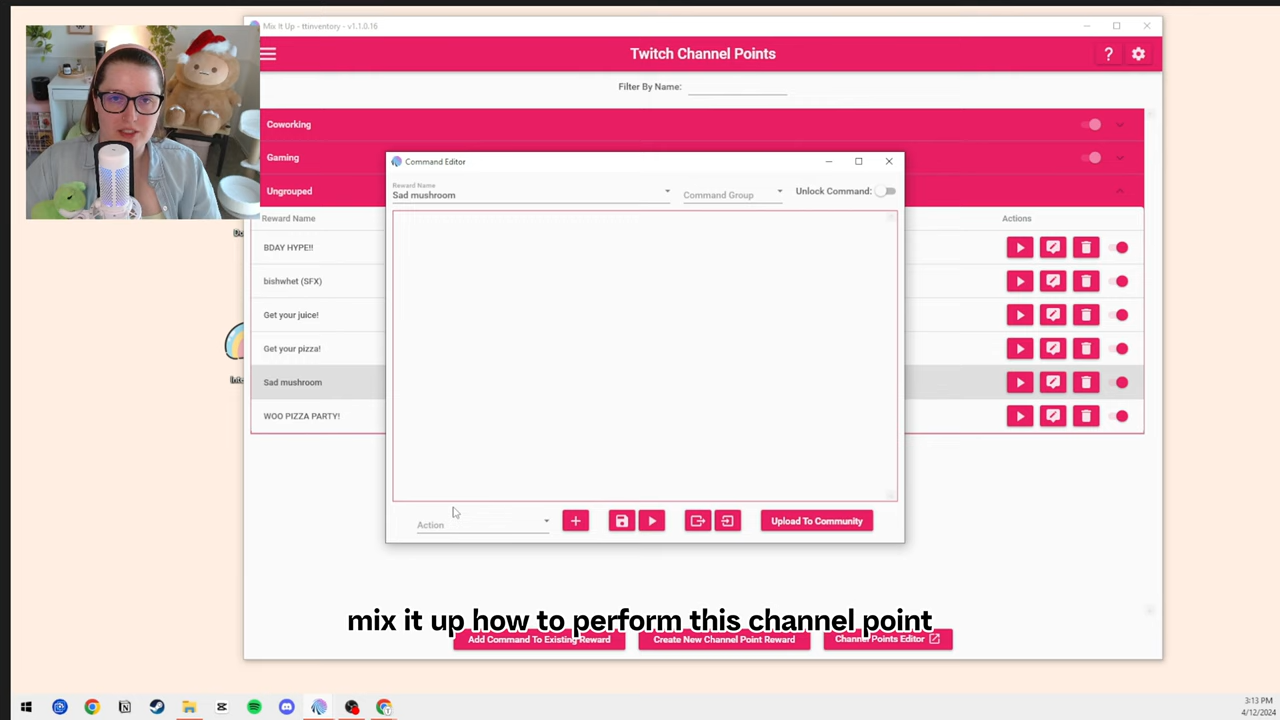 Mix It Up - ttinventory - v1.1.0.16
Twitch Channel Points
?
Filter By Name:
Coworking
Gaming
Ungrouped
Reward Name
Actions
BDAY HYPE!!
bishwhet (SFX)
Get your juice!
Get your pizza!
Sad mushroom
WOO PIZZA PARTY!
Command Editor
Reward Name
Sad mushroom
Command Group
Unlock Command:
Action
Upload To Community
mix it up how to perform this channel point
Add Command To Existing Reward
Create New Channel Point Reward
Channel Points Editor
3:13 PM
4/12/2024